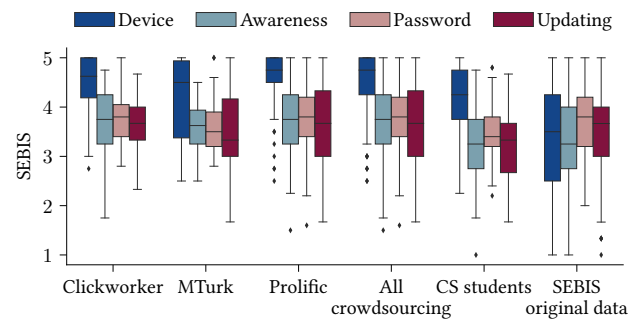 Device Awareness Password Updating
SEBIS
5
4
3
2
1
Clickworker MTurk Prolific All crowdsourcing CS students SEBIS original data